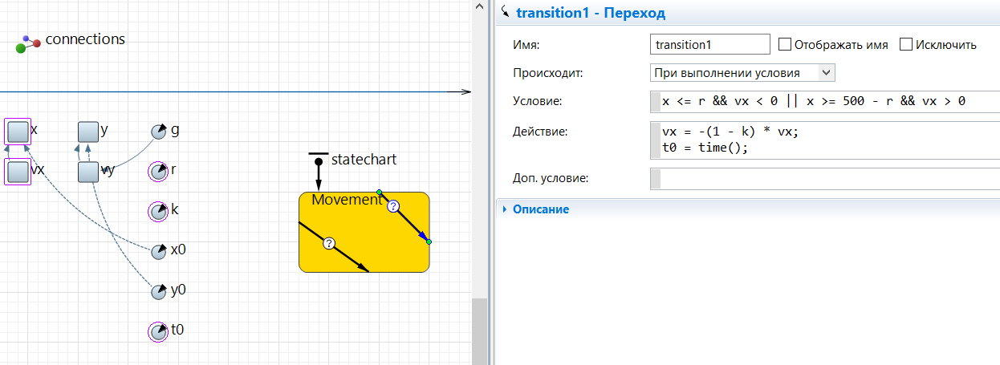 connections
x
y
g
vx
vy
r
k
x0
y0
t0
statechart
Movement
?
?
transition1 - Переход
Имя:
transition1
Отображать имя
Исключить
Происходит:
При выполнении условия
Условие:
x <= r && vx < 0 || x >= 500 - r && vx > 0
Действие:
vx = -(1 - k) * vx;
t0 = time();
Доп. условие:
Описание